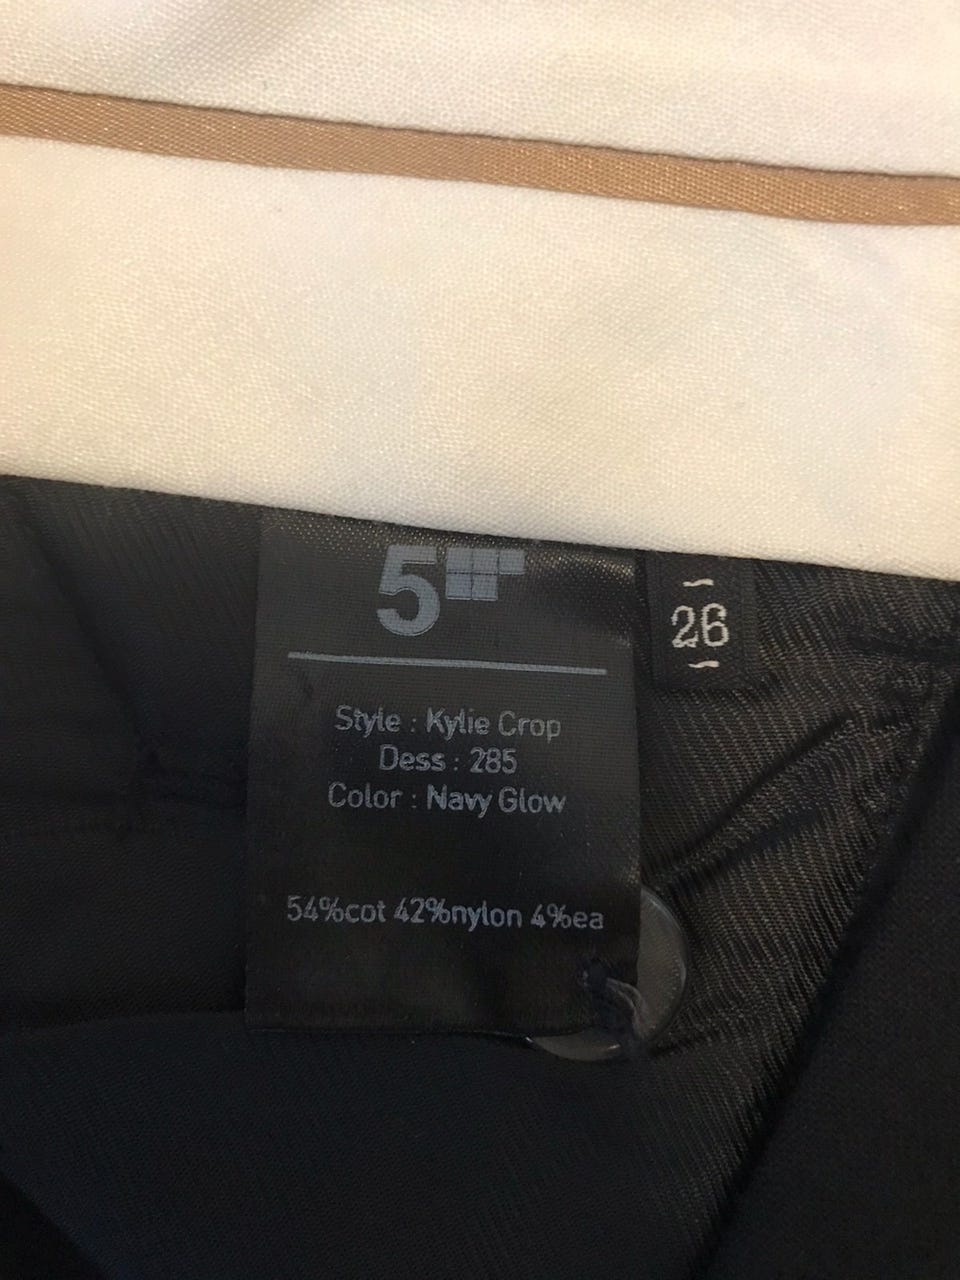 5
26
Style : Kylie Crop
Dess : 285
Color : Navy Glow
54%cot 42%nylon 4%ea